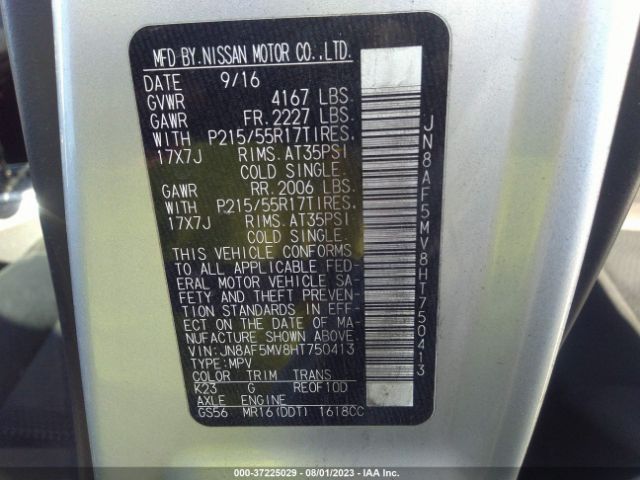 MFD BY.NISSAN MOTOR CO.,LTD.
DATE 9/16
GVWR 4167 LBS.
GAWR FR. 2227 LBS.
WITH P215/55R17TIRES,
17X7J RIMS.AT35PSI
COLD SINGLE.
GAWR RR. 2006 LBS.
WITH P215/55R17TIRES,
17X7J RIMS.AT35PSI
COLD SINGLE.
THIS VEHICLE CONFORMS
TO ALL APPLICABLE FED-
ERAL MOTOR VEHICLE SA-
FETY AND THEFT PREVEN-
TION STANDARDS IN EFF-
ECT ON THE DATE OF MA-
NUFACTURE SHOWN ABOVE.
VIN:JN8AF5MV8HT750413
TYPE:MPV
COLOR TRIM TRANS.
K23 G RE0F10D
AXLE ENGINE
GS56 MR16(DDT) 1618CC
JN8AF5MV8HT750413
000-37225029 - 08/01/2023 - IAA Inc.